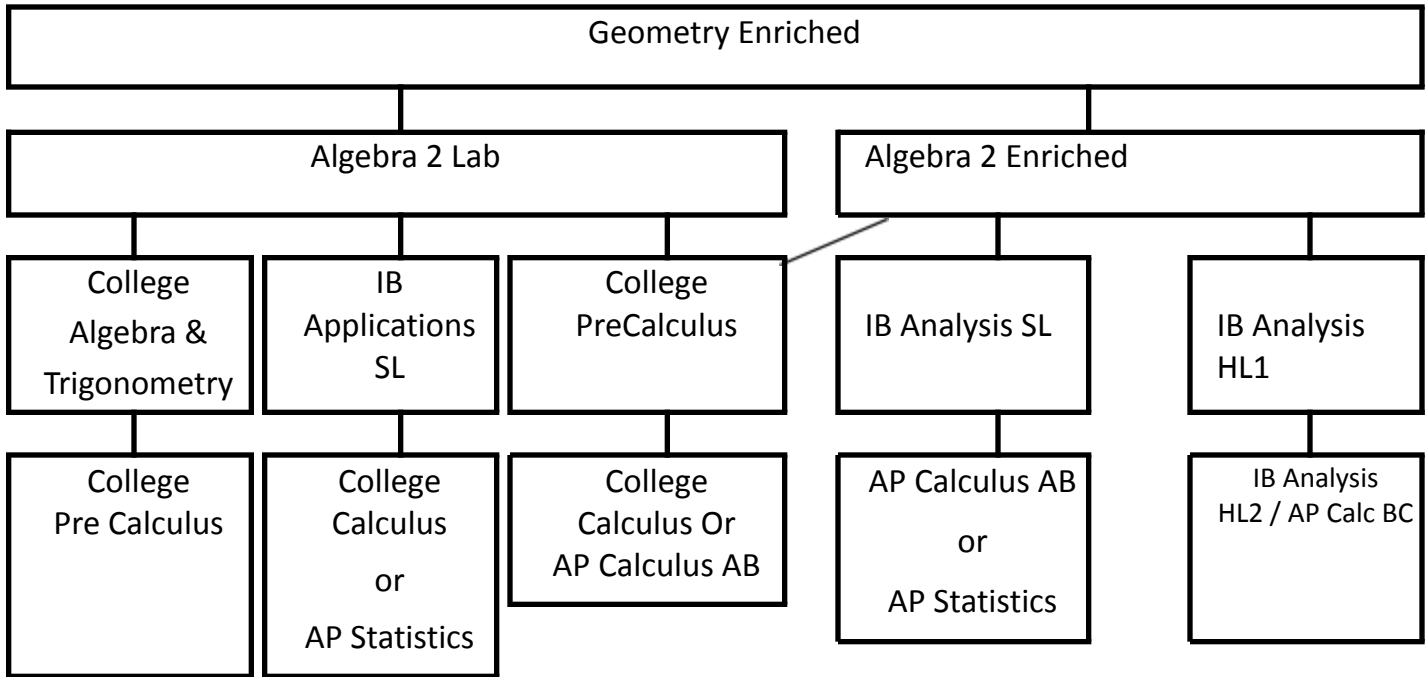 Geometry Enriched
Algebra 2 Lab
Algebra 2 Enriched
College
Algebra &
Trigonometry
IB
Applications
SL
College
PreCalculus
IB Analysis SL
IB Analysis
HL1
College
Pre Calculus
College
Calculus
or
AP Statistics
College
Calculus Or
AP Calculus AB
AP Calculus AB
or
AP Statistics
IB Analysis
HL2 / AP Calc BC